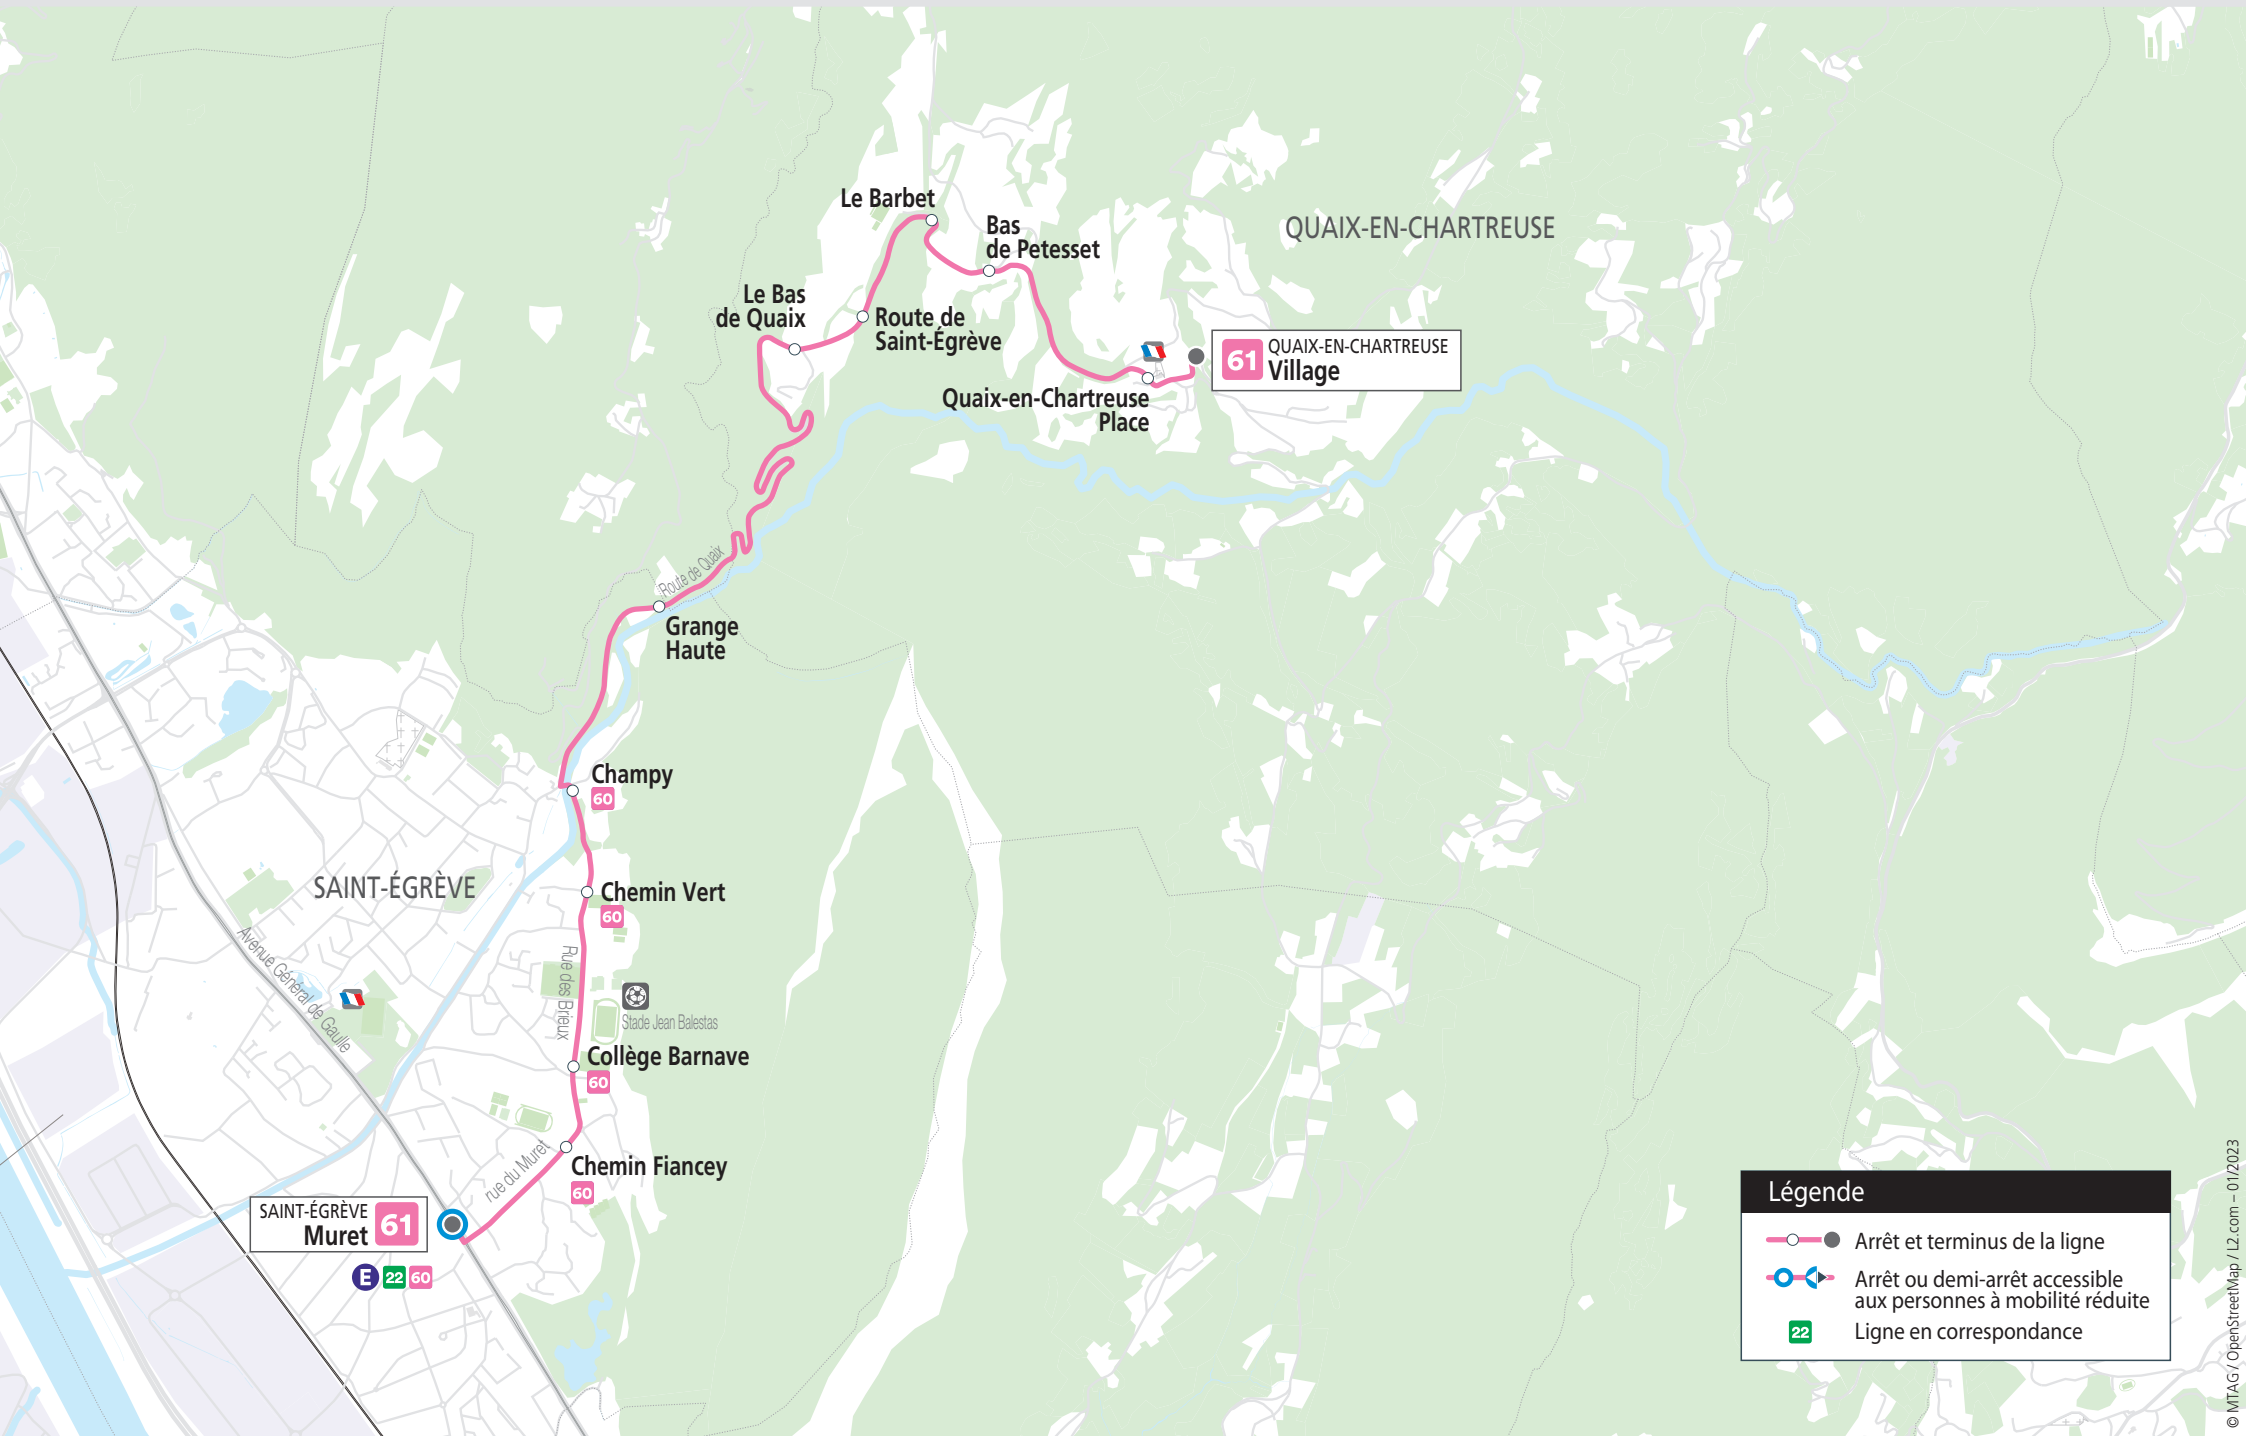 Le Barbet
Bas
de Petesset
QUAIX-EN-CHARTREUSE
Le Bas
de Quaix
Route de
Saint-Égrève
61
QUAIX-EN-CHARTREUSE
Village
Quaix-en-Chartreuse
Place
Route de Quaix
Grange
Haute
Champy
60
SAINT-ÉGRÈVE
Chemin Vert
60
Avenue Général de Gaulle
Rue des Brieux
Stade Jean Balestas
Collège Barnave
60
rue du Muret
Chemin Fiancey
60
SAINT-ÉGRÈVE
Muret
61
E 22 60
Légende
Arrêt et terminus de la ligne
Arrêt ou demi-arrêt accessible
aux personnes à mobilité réduite
22 Ligne en correspondance
© MTAG / OpenStreetMap / L2.com – 01/2023